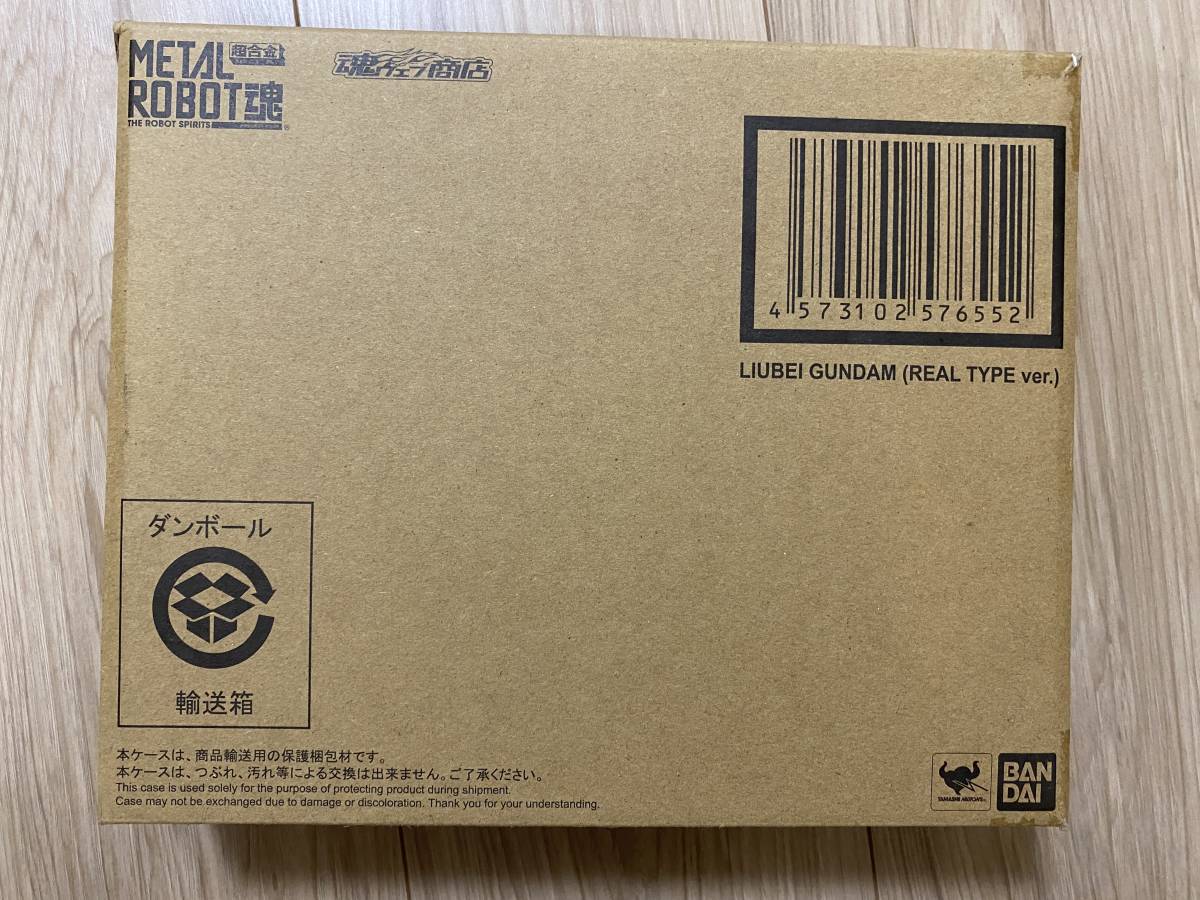 METAL
ROBOT魂
超合金
THE ROBOT SPIRITS
魂ウェブ商店
4 573102 576552
LIUBEI GUNDAM (REAL TYPE ver.)
ダンボール
輸送箱
本ケースは、商品輸送用の保護梱包材です。
本ケースは、つぶれ、汚れ等による交換は出来ません。ご了承ください。
This case is used solely for the purpose of protecting product during shipment.
Case may not be exchanged due to damage or discoloration. Thank you for your understanding.
TAMASHII NATIONS
BAN
DAI